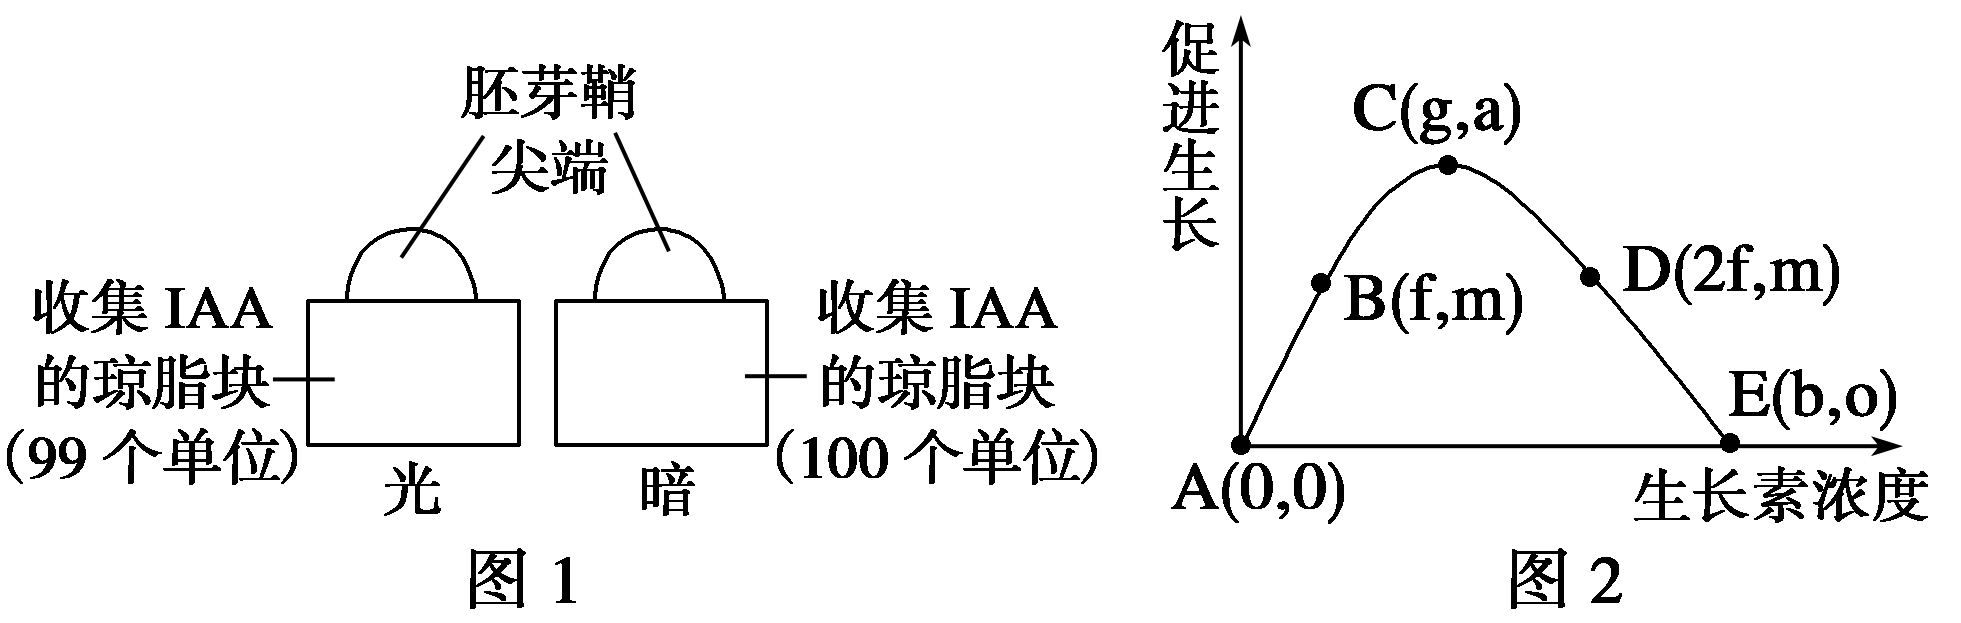 胚芽鞘
尖端
收集 IAA
的琼脂块
(99 个单位)
光
暗
收集 IAA
的琼脂块
(100 个单位)
图 1
促进生长
C(g,a)
B(f,m)
D(2f,m)
E(b,o)
A(0,0)
生长素浓度
图 2